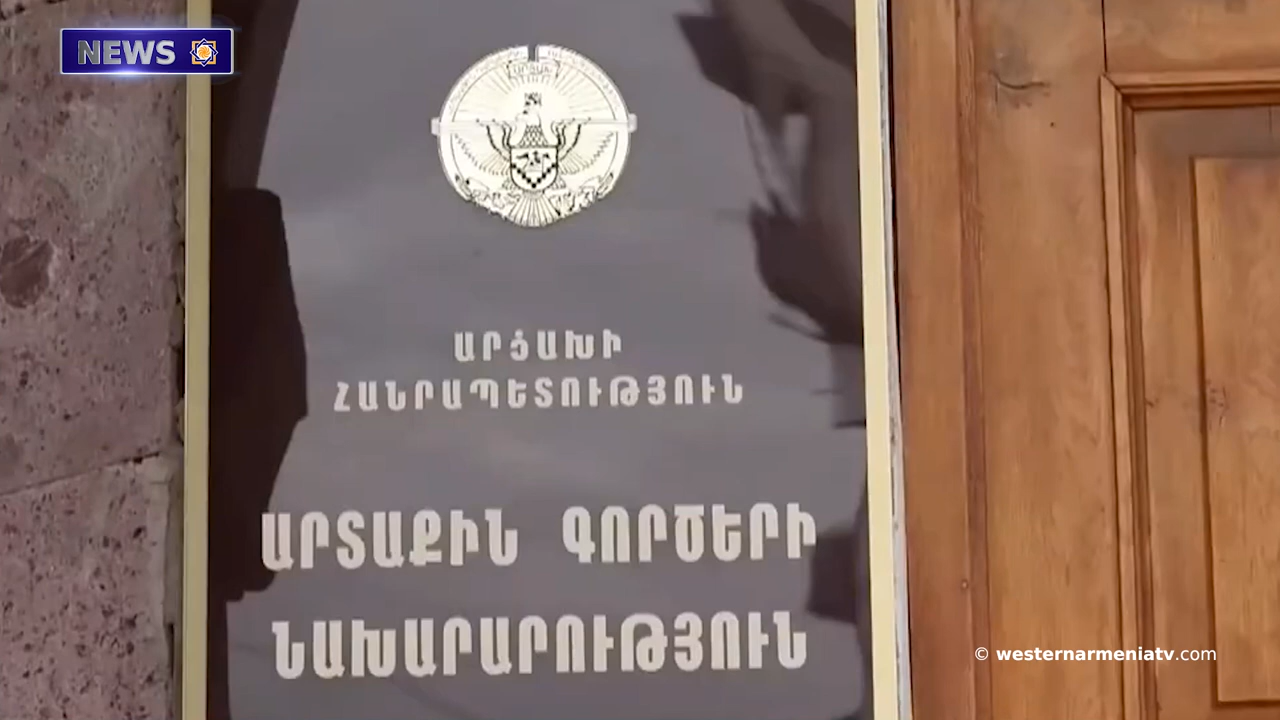 NEWS
ԱՐՑԱԽԻ
ՀԱՆՐԱՊԵՏՈՒԹՅՈՒՆ
ԱՐՏԱՔԻՆ ԳՈՐԾԵՐԻ
ՆԱԽԱՐԱՐՈՒԹՅՈՒՆ
© westernarmeniatv.com